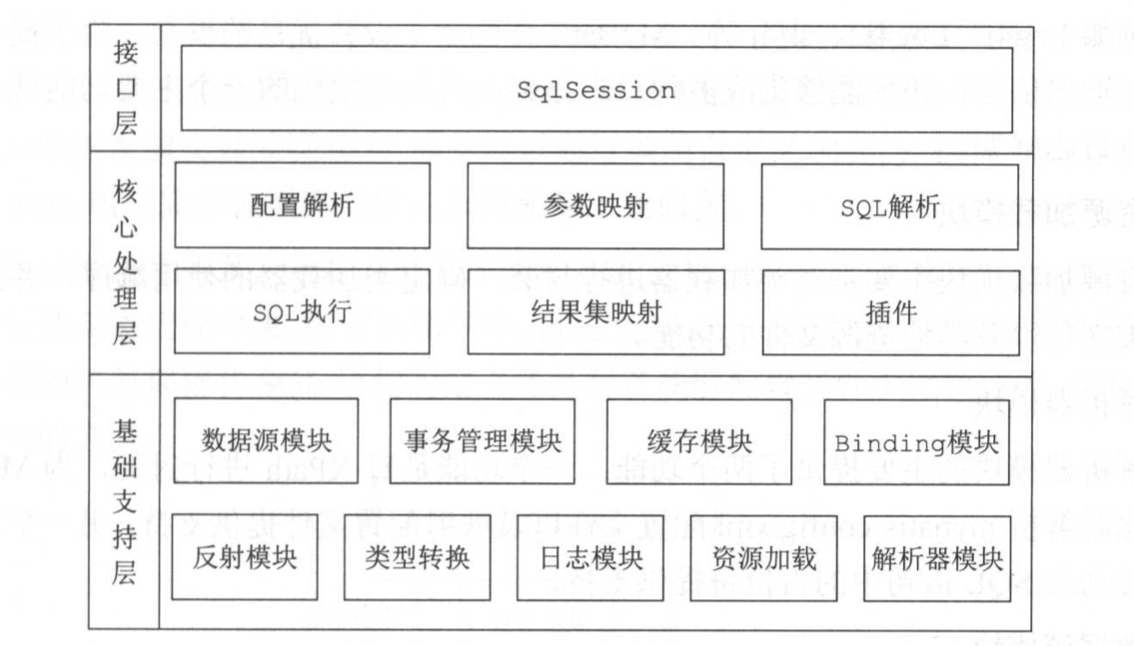 接口层
SqlSession
核心处理层
配置解析
参数映射
SQL解析
SQL执行
结果集映射
插件
基础支持层
数据源模块
事务管理模块
缓存模块
Binding模块
反射模块
类型转换
日志模块
资源加载
解析器模块